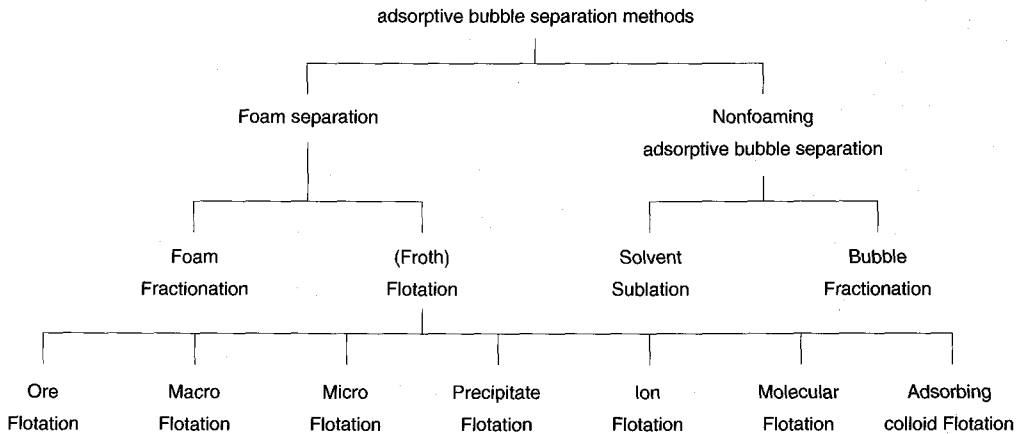 adsorptive bubble separation methods
Foam separation
Nonfoaming
adsorptive bubble separation
Foam
Fractionation
(Froth)
Flotation
Solvent
Sublation
Bubble
Fractionation
Ore
Flotation
Macro
Flotation
Micro
Flotation
Precipitate
Flotation
Ion
Flotation
Molecular
Flotation
Adsorbing
colloid Flotation